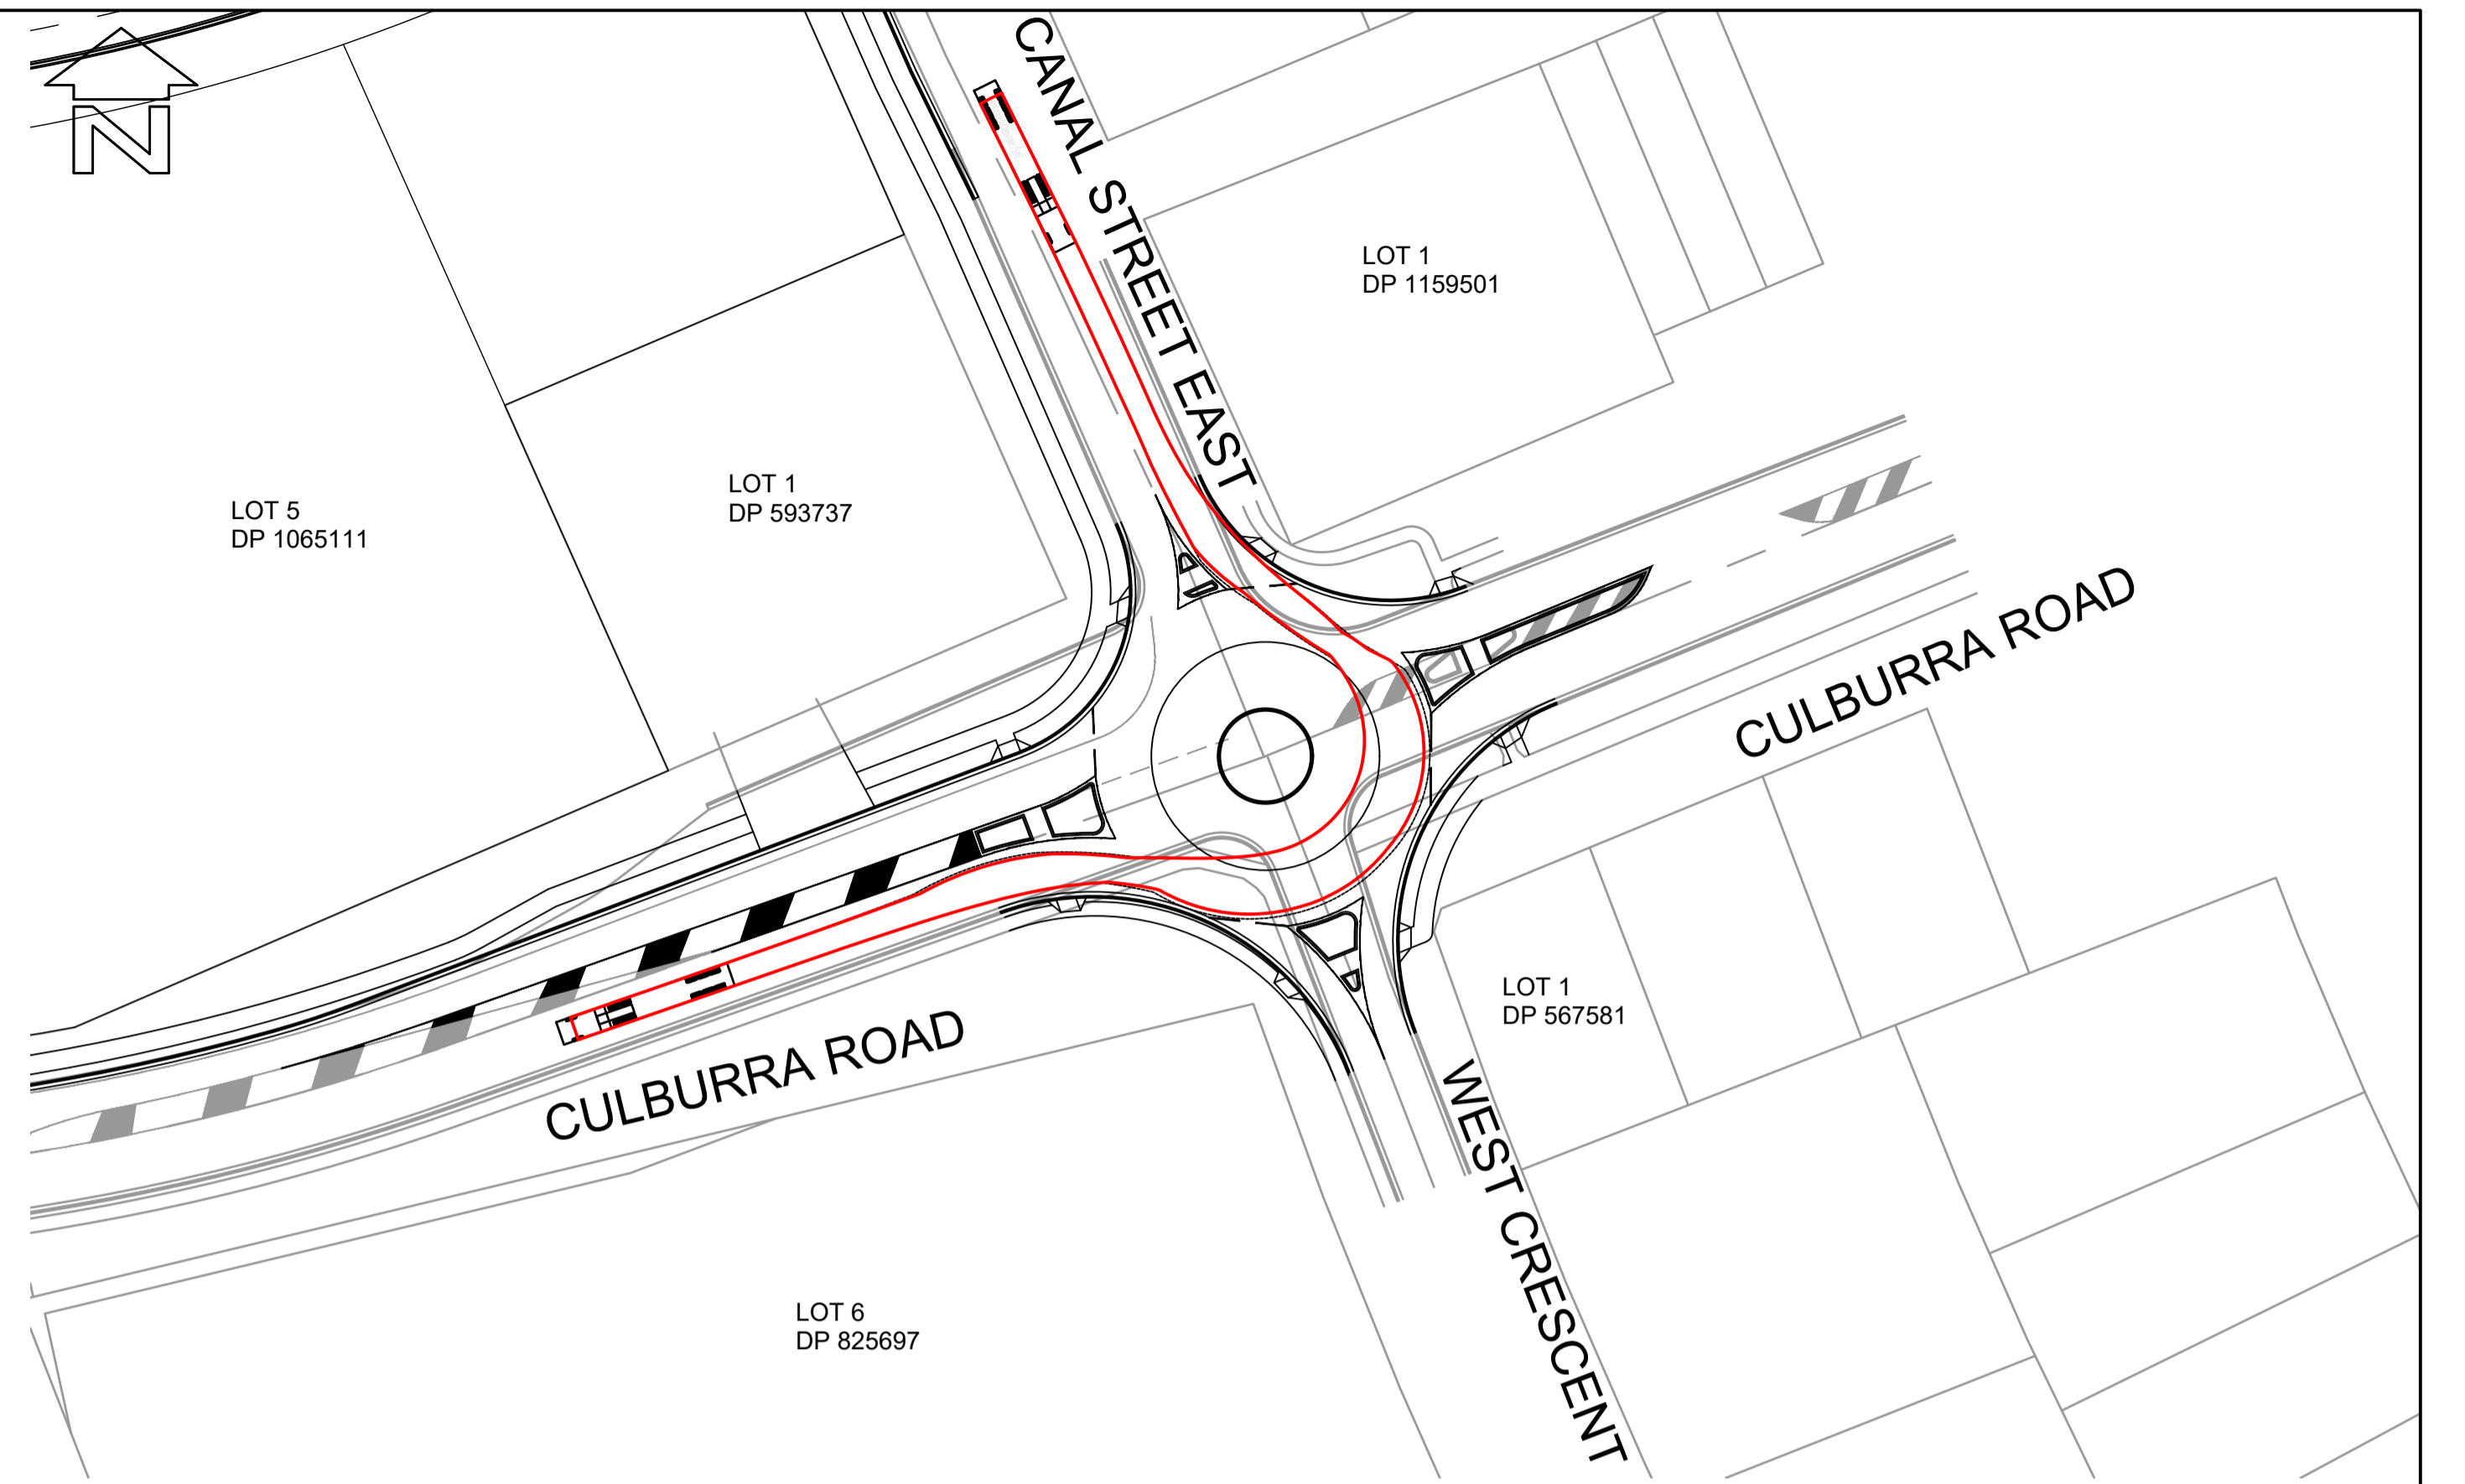 N
CANAL STREET EAST
LOT 1
DP 1159501
LOT 5
DP 1065111
LOT 1
DP 593737
CULBURRA ROAD
LOT 1
DP 567581
CULBURRA ROAD
WEST CRESCENT
LOT 6
DP 825697